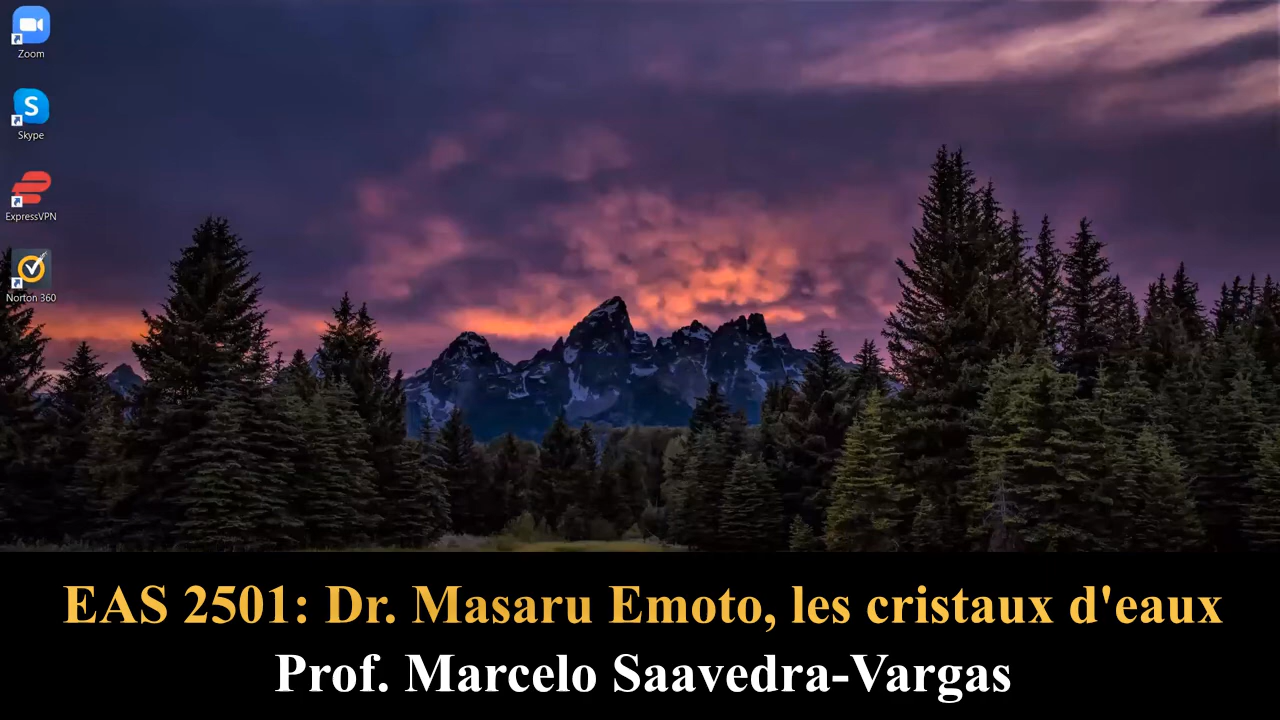 Zoom
S
Skype
ExpressVPN
Norton 360
EAS 2501: Dr. Masaru Emoto, les cristaux d'eaux
Prof. Marcelo Saavedra-Vargas